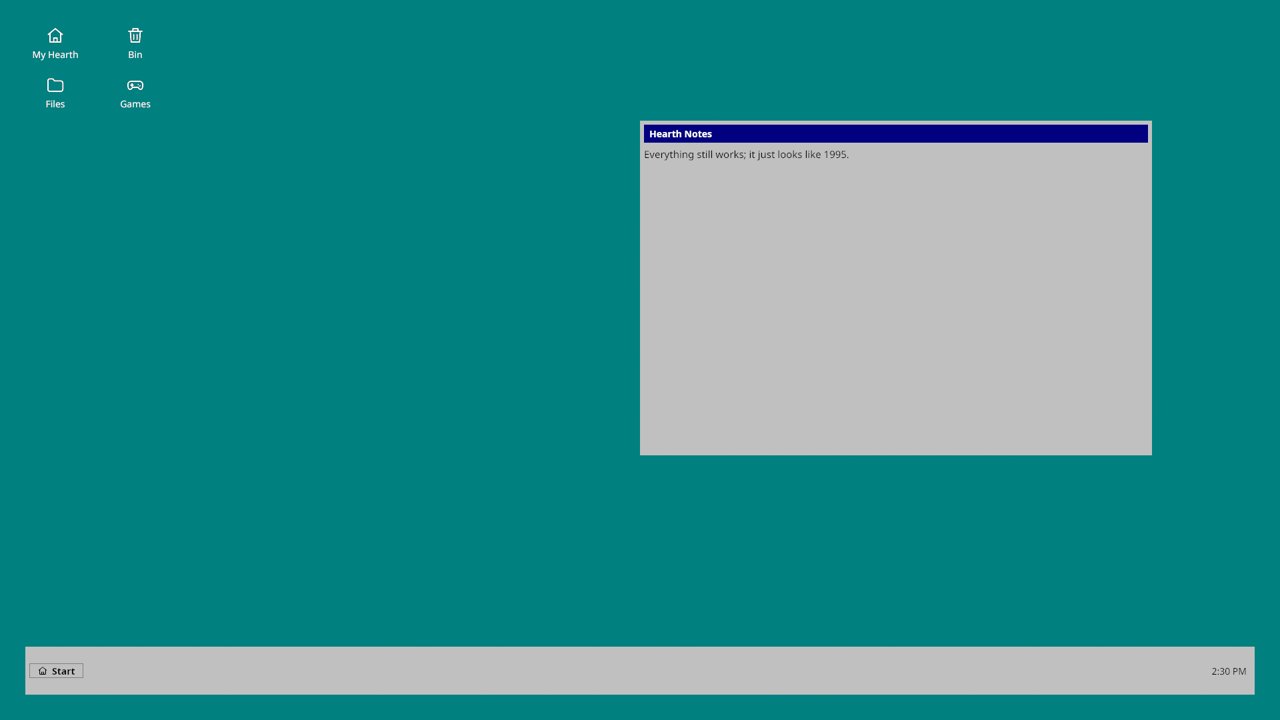 My Hearth
Bin
Files
Games
Hearth Notes
Everything still works; it just looks like 1995.
Start
2:30 PM